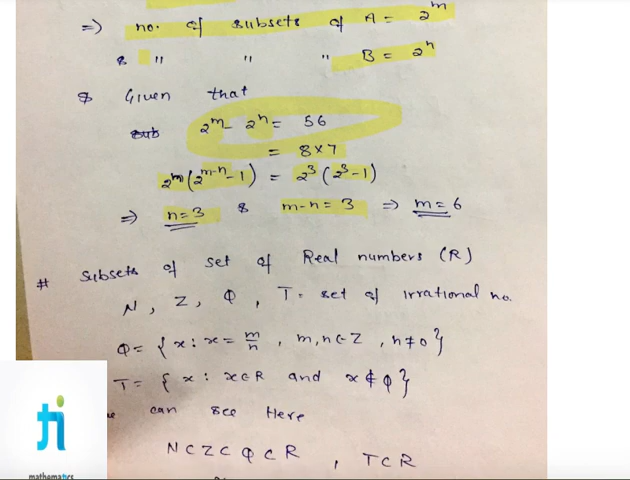 ⇒) no. of subsets of A = 2^m
& " " " B = 2^n
& Given that
2^m - 2^n = 56
= 8×7
2^m(2^{m-n}-1) = 2^3(2^3-1)
⇒ n=3 & m-n=3 ⇒ m=6
# Subsets of set of Real numbers (R)
N, Z, Q, T= set of irrational no.
Q= {x: x= m/n , m,n∈Z , n≠0}
T= {x: x∈R and x∉Q}
can see Here
N⊂Z⊂Q⊂R , T⊂R
mathematics